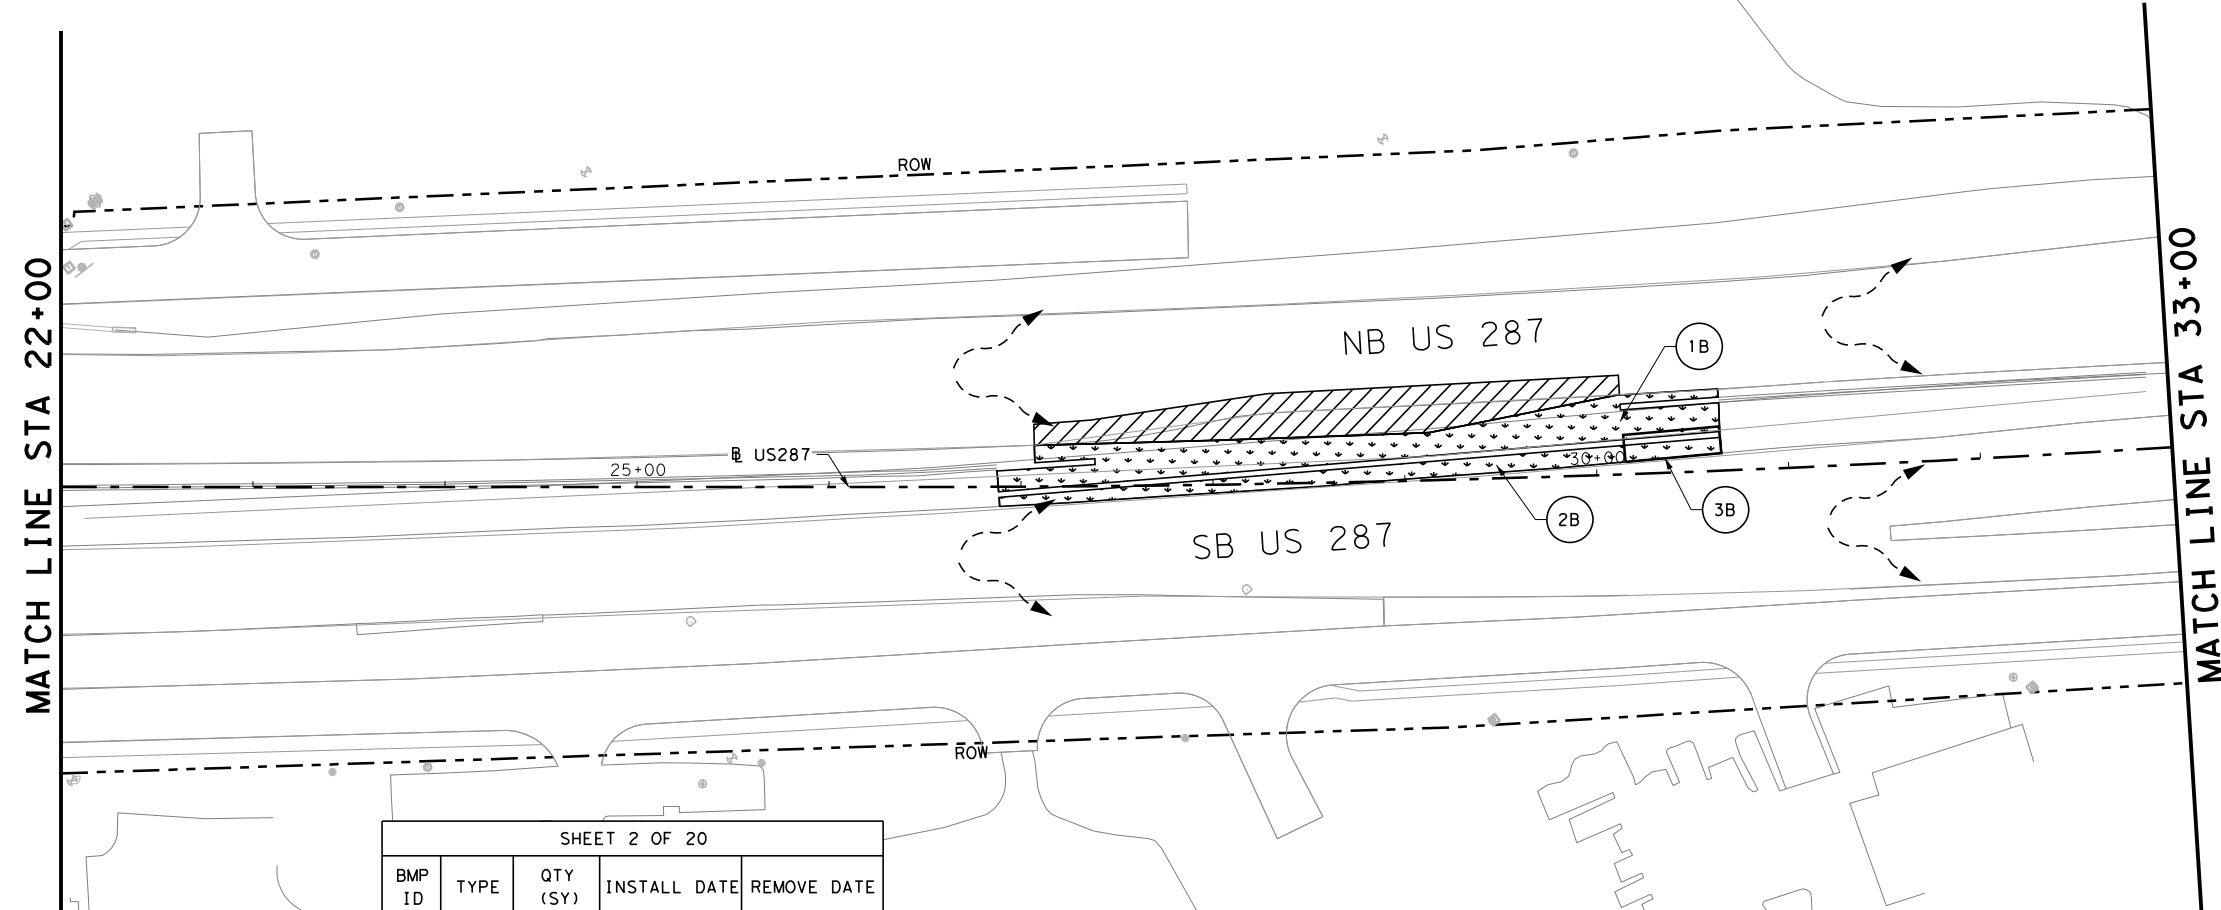 ROW
MATCH LINE STA 22+00
MATCH LINE STA 33+00
NB US 287
1B
℄ US287
25+00
30+00
2B
3B
SB US 287
ROW
SHEET 2 OF 20
BMP ID
TYPE
QTY (SY)
INSTALL DATE
REMOVE DATE